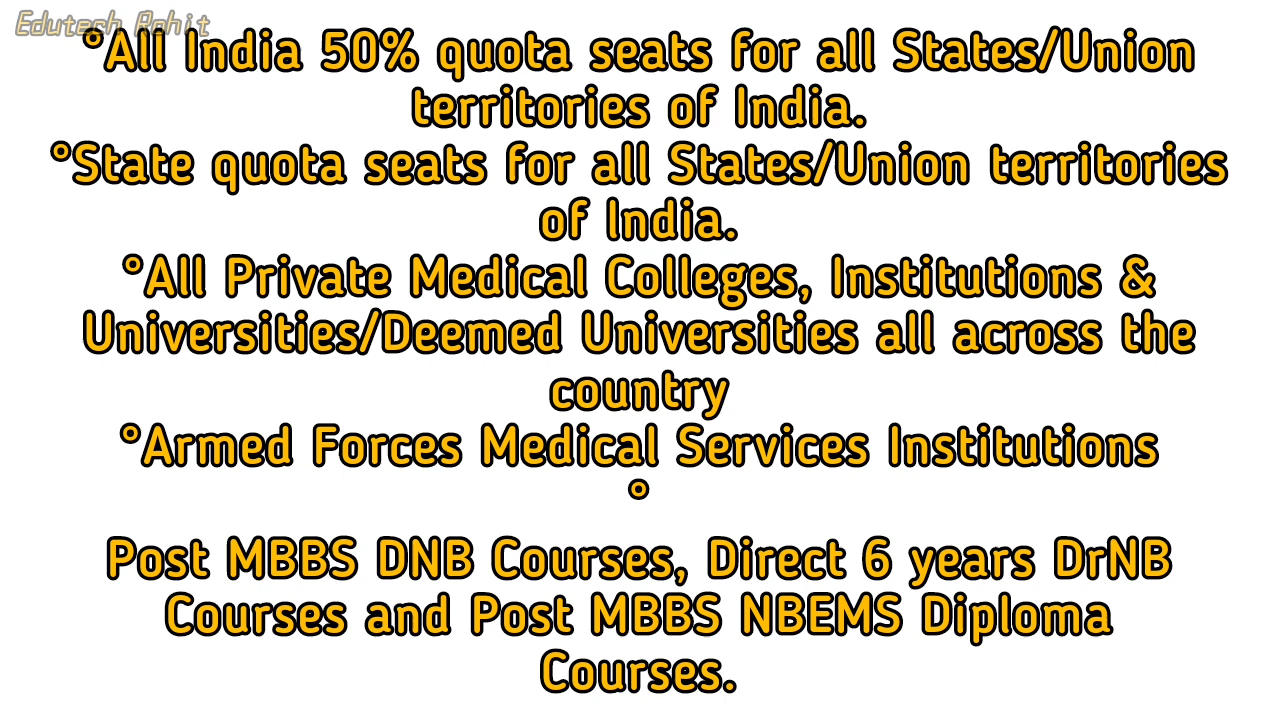 Edutech Rohit
°All India 50% quota seats for all States/Union
territories of India.
°State quota seats for all States/Union territories
of India.
°All Private Medical Colleges, Institutions &
Universities/Deemed Universities all across the
country
°Armed Forces Medical Services Institutions
°
Post MBBS DNB Courses, Direct 6 years DrNB
Courses and Post MBBS NBEMS Diploma
Courses.